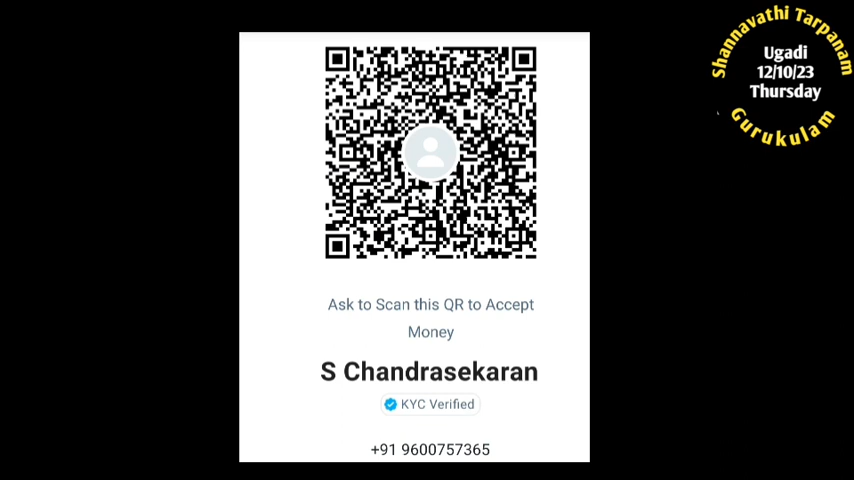 Shannavathi Tarpanam
Ugadi
12/10/23
Thursday
Gurukulam
Ask to Scan this QR to Accept
Money
S Chandrasekaran
KYC Verified
+91 9600757365